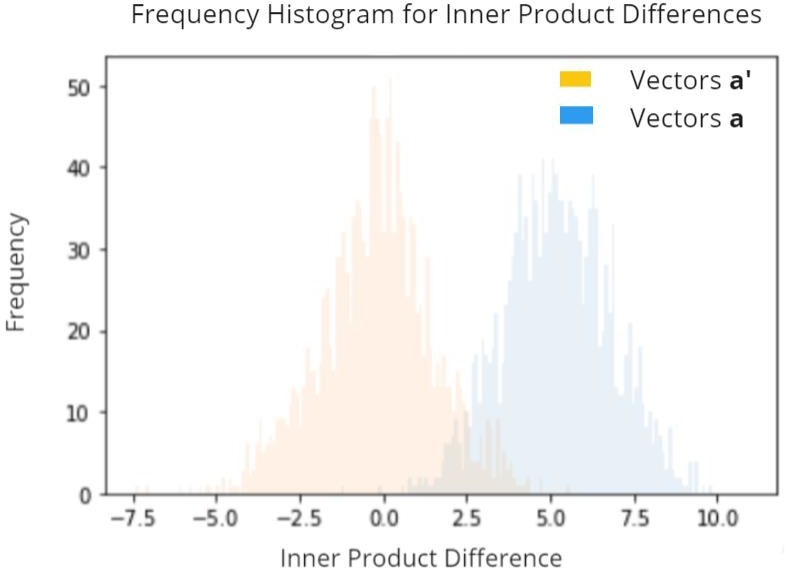 Frequency Histogram for Inner Product Differences
Vectors a'
Vectors a
Frequency
50
40
30
20
10
0
−7.5 −5.0 −2.5 0.0 2.5 5.0 7.5 10.0
Inner Product Difference